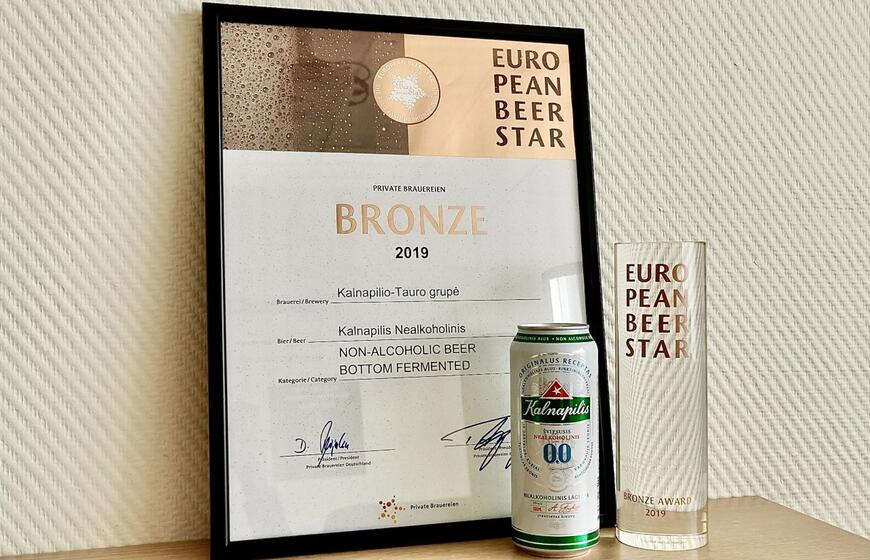 EURO
PEAN
BEER
STAR
PRIVATE BRAUEREIEN
BRONZE
2019
Brauerei / Brewery Kalnapilio-Tauro grupė
Bier / Beer Kalnapilis Nealkoholinis
NON-ALCOHOLIC BEER
Kategorie / Category BOTTOM FERMENTED
Präsident / President
Private Brauereien Deutschland
Private Brauereien
ORIGINALUS RECEPTAS
Kalnapilis
ŠVIESUSIS
NEALKOHOLINIS
0.0
EURO
PEAN
BEER
STAR
BRONZE AWARD
2019